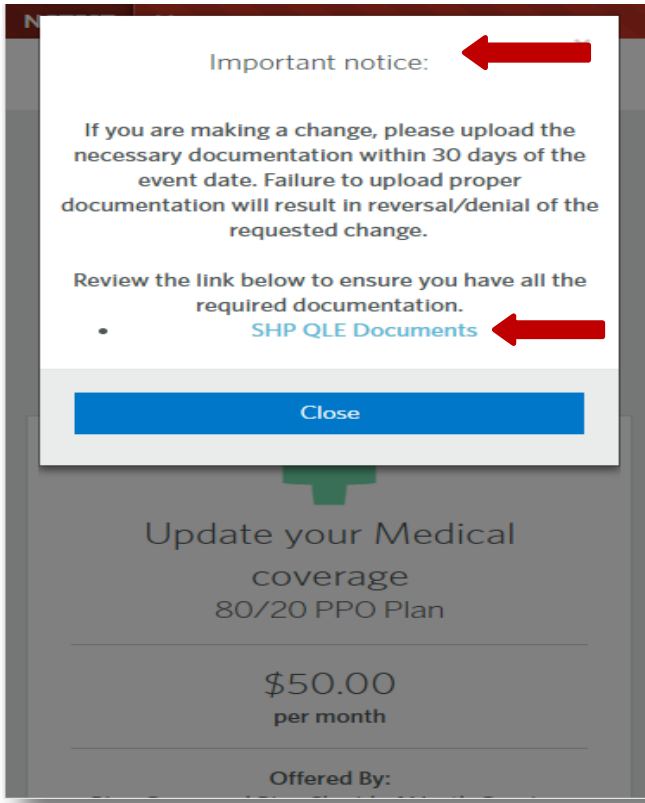 Important notice:
If you are making a change, please upload the
necessary documentation within 30 days of the
event date. Failure to upload proper
documentation will result in reversal/denial of the
requested change.
Review the link below to ensure you have all the
required documentation.
• SHP QLE Documents
Close
Update your Medical
coverage
80/20 PPO Plan
$50.00
per month
Offered By: